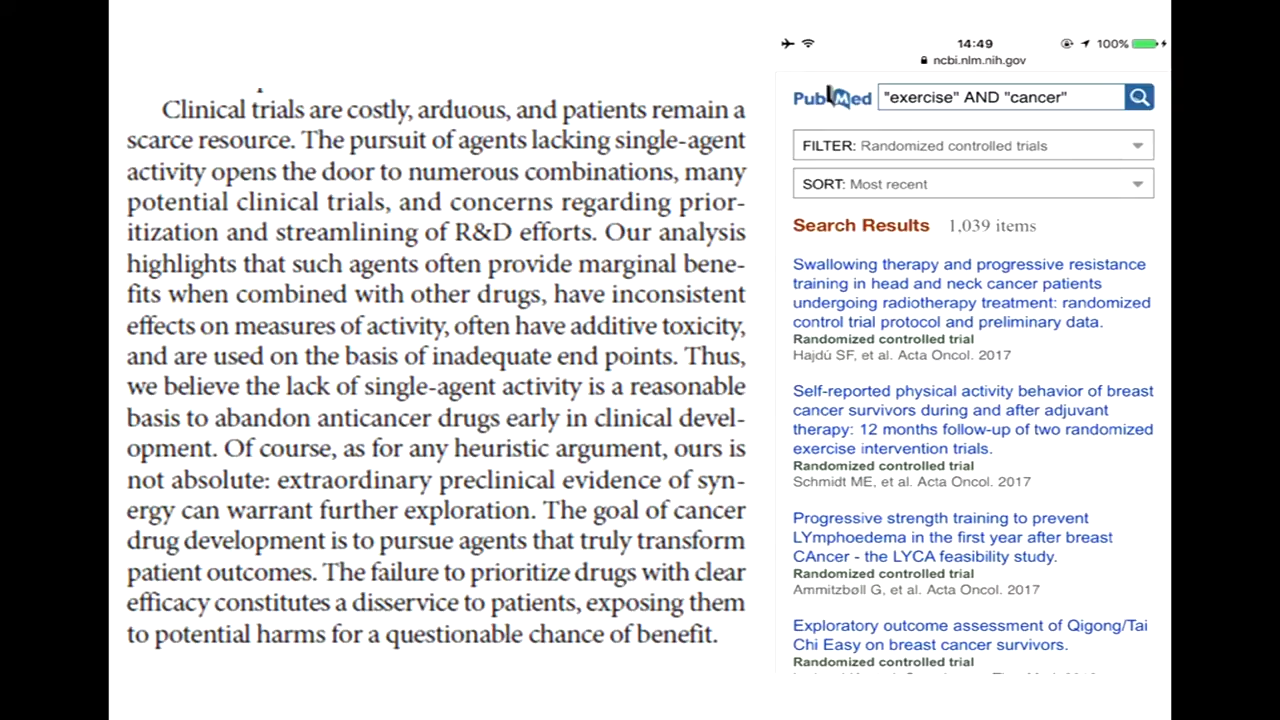 Clinical trials are costly, arduous, and patients remain a
scarce resource. The pursuit of agents lacking single-agent
activity opens the door to numerous combinations, many
potential clinical trials, and concerns regarding prior-
itization and streamlining of R&D efforts. Our analysis
highlights that such agents often provide marginal bene-
fits when combined with other drugs, have inconsistent
effects on measures of activity, often have additive toxicity,
and are used on the basis of inadequate end points. Thus,
we believe the lack of single-agent activity is a reasonable
basis to abandon anticancer drugs early in clinical devel-
opment. Of course, as for any heuristic argument, ours is
not absolute: extraordinary preclinical evidence of syn-
ergy can warrant further exploration. The goal of cancer
drug development is to pursue agents that truly transform
patient outcomes. The failure to prioritize drugs with clear
efficacy constitutes a disservice to patients, exposing them
to potential harms for a questionable chance of benefit.
14:49 100%
ncbi.nlm.nih.gov
PubMed "exercise" AND "cancer"
FILTER: Randomized controlled trials
SORT: Most recent
Search Results 1,039 items
Swallowing therapy and progressive resistance
training in head and neck cancer patients
undergoing radiotherapy treatment: randomized
control trial protocol and preliminary data.
Randomized controlled trial
Hajdú SF, et al. Acta Oncol. 2017
Self-reported physical activity behavior of breast
cancer survivors during and after adjuvant
therapy: 12 months follow-up of two randomized
exercise intervention trials.
Randomized controlled trial
Schmidt ME, et al. Acta Oncol. 2017
Progressive strength training to prevent
LYmphoedema in the first year after breast
CAncer - the LYCA feasibility study.
Randomized controlled trial
Ammitzbøll G, et al. Acta Oncol. 2017
Exploratory outcome assessment of Qigong/Tai
Chi Easy on breast cancer survivors.
Randomized controlled trial